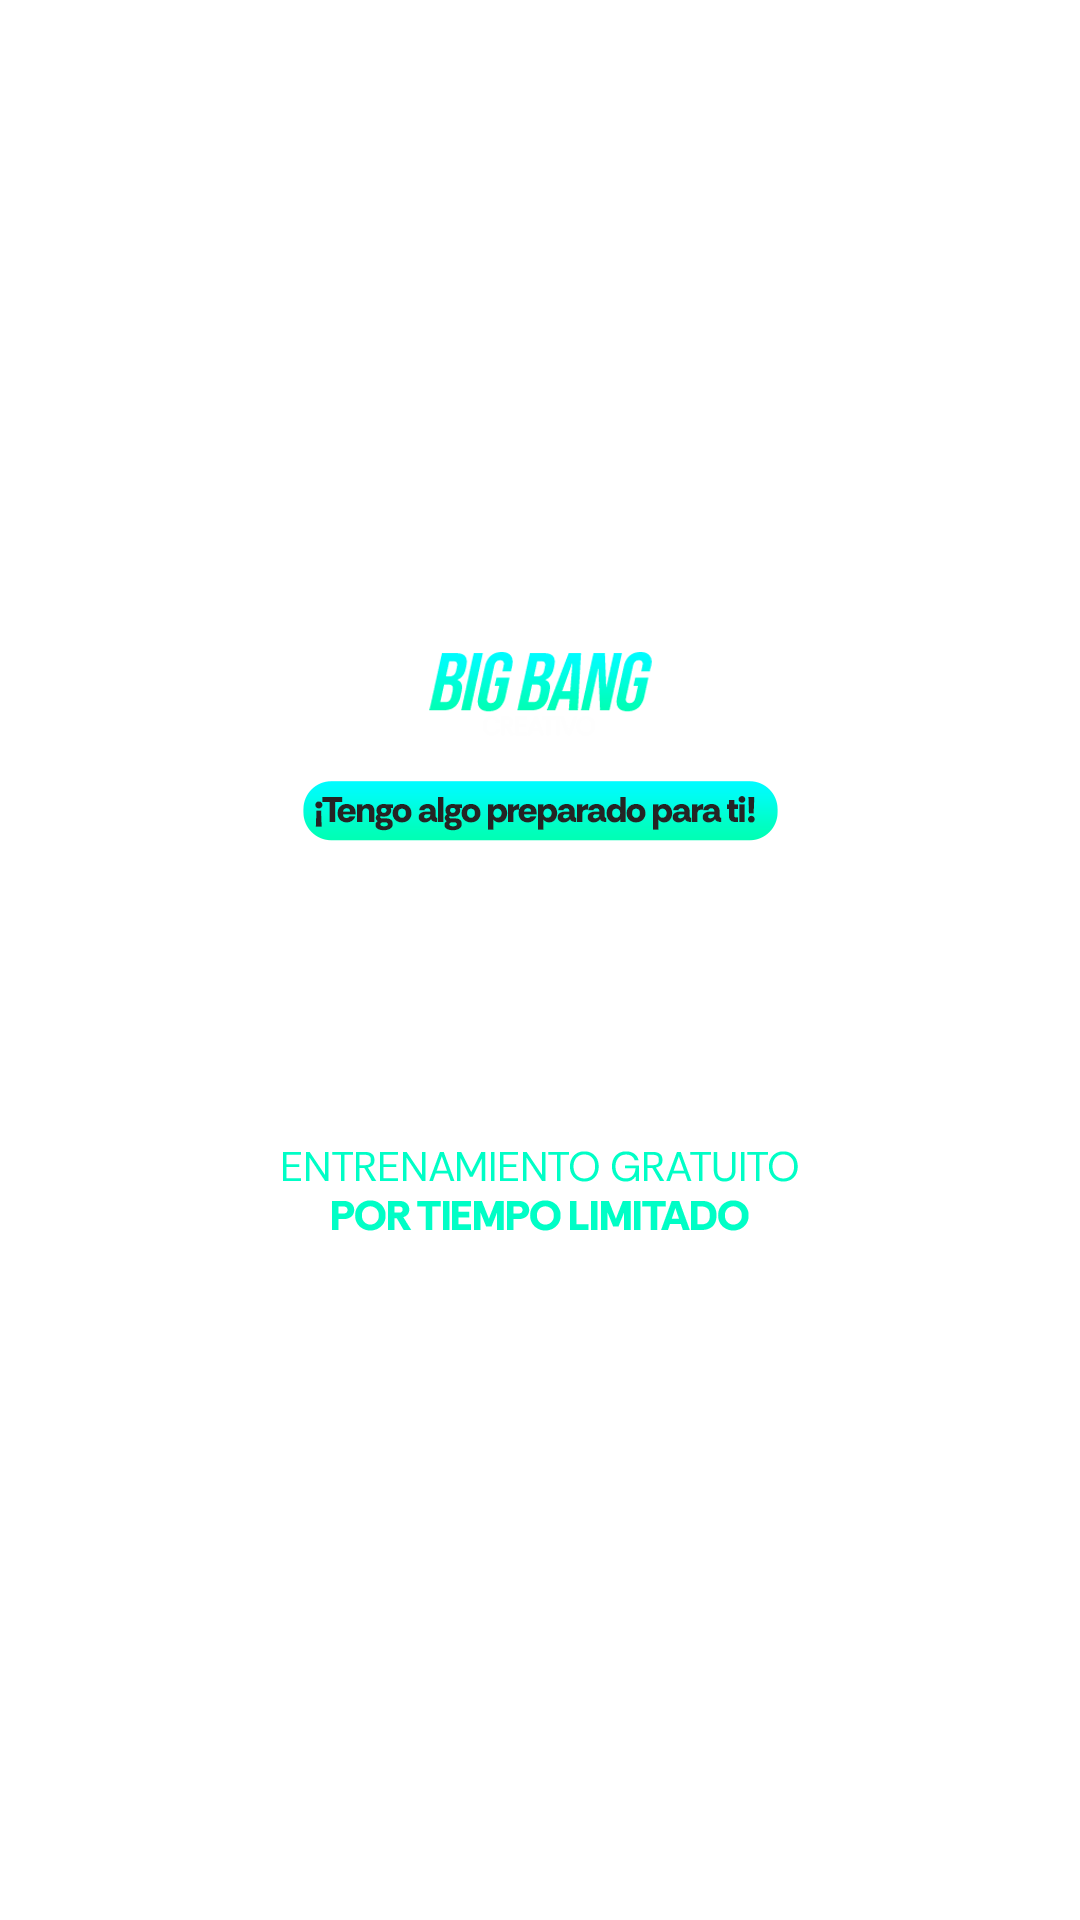 BIG BANG
¡Tengo algo preparado para ti!
ENTRENAMIENTO GRATUITO
POR TIEMPO LIMITADO